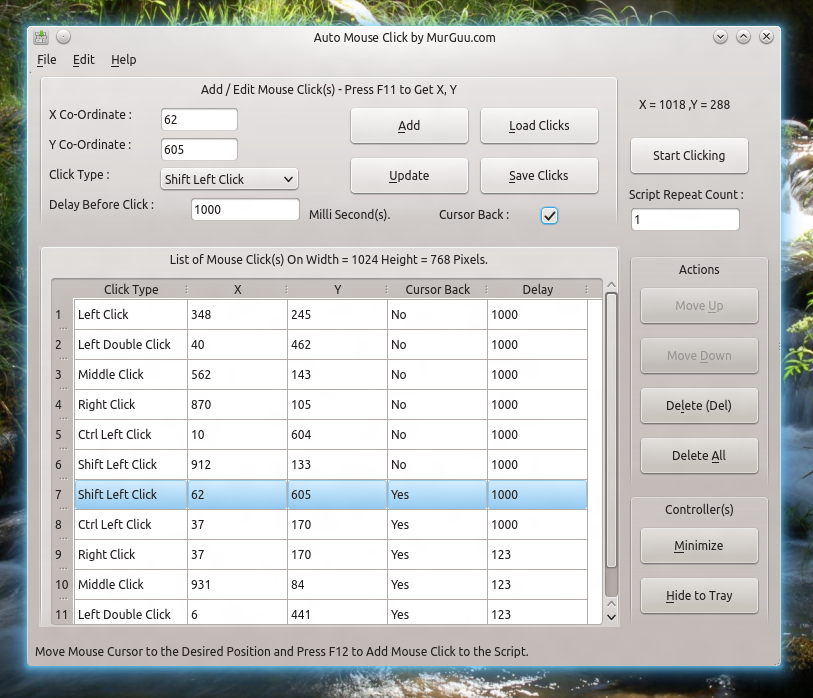 Auto Mouse Click by MurGuu.com
File Edit Help
Add / Edit Mouse Click(s) - Press F11 to Get X, Y
X Co-Ordinate : 62
Y Co-Ordinate : 605
Click Type : Shift Left Click
Delay Before Click : 1000 Milli Second(s). Cursor Back :
Add Load Clicks
Update Save Clicks
X = 1018 ,Y = 288
Start Clicking
Script Repeat Count :
1
List of Mouse Click(s) On Width = 1024 Height = 768 Pixels.
Click Type X Y Cursor Back Delay
1 Left Click 348 245 No 1000
2 Left Double Click 40 462 No 1000
3 Middle Click 562 143 No 1000
4 Right Click 870 105 No 1000
5 Ctrl Left Click 10 604 No 1000
6 Shift Left Click 912 133 No 1000
7 Shift Left Click 62 605 Yes 1000
8 Ctrl Left Click 37 170 Yes 1000
9 Right Click 37 170 Yes 123
10 Middle Click 931 84 Yes 123
11 Left Double Click 6 441 Yes 123
Actions
Move Up
Move Down
Delete (Del)
Delete All
Controller(s)
Minimize
Hide to Tray
Move Mouse Cursor to the Desired Position and Press F12 to Add Mouse Click to the Script.